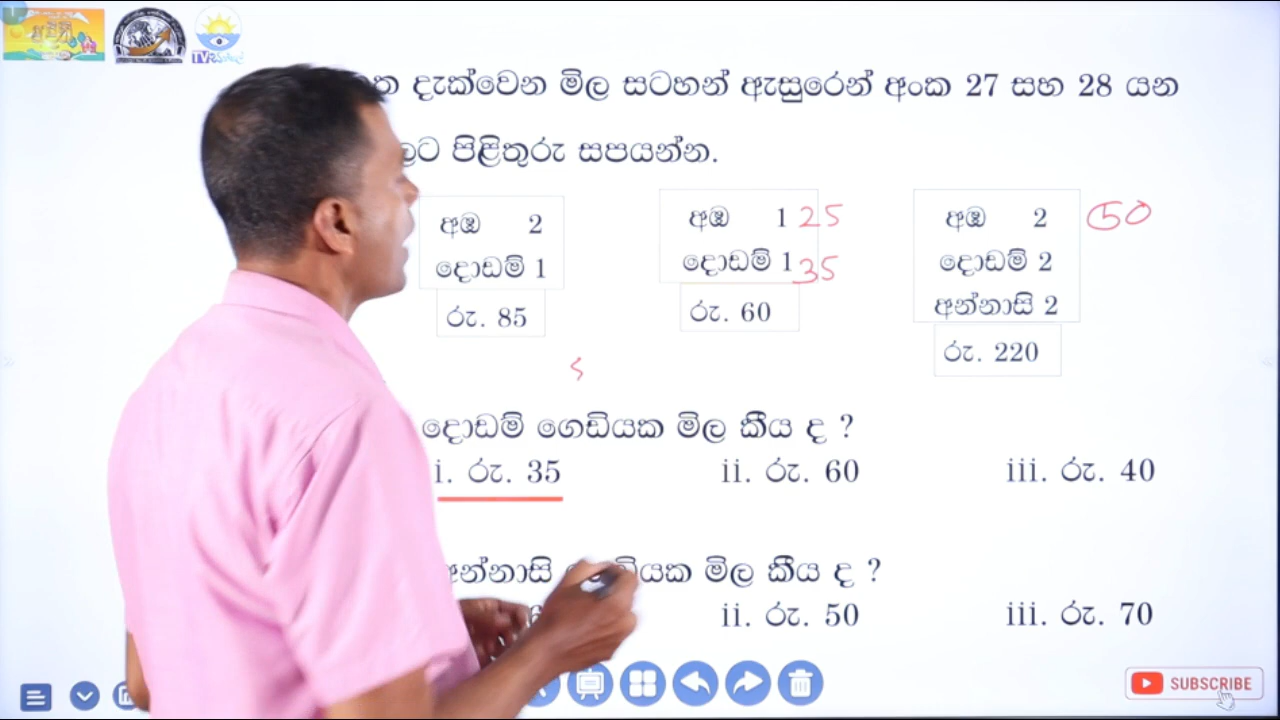 දැක්වෙන මිල සටහන් ඇසුරෙන් අංක 27 සහ 28 යන
පිළිතුරු සපයන්න.
අඹ 2
දොඩම් 1
රු. 85
අඹ 1 25
දොඩම් 1 35
රු. 60
අඹ 2 50
දොඩම් 2
අන්නාසි 2
රු. 220
දොඩම් ගෙඩියක මිල කීය ද ?
i. රු. 35 ii. රු. 60 iii. රු. 40
අන්නාසි මිල කීය ද ?
ii. රු. 50 iii. රු. 70
SUBSCRIBE